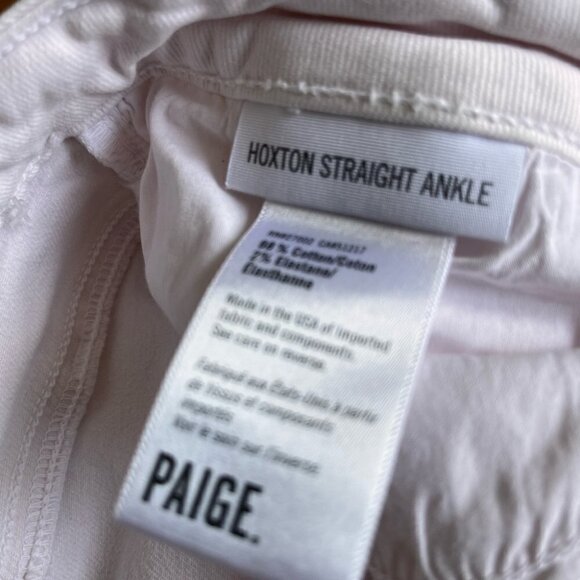 HOXTON STRAIGHT ANKLE
98 % Cotton/Coton
2% Elastane/
Élasthanne
Made in the USA of imported
fabric and components.
See care on reverse.
Fabriqué aux États-Unis à partir
de tissus et composants
importés
Voir le soin sur l'inverse.
PAIGE.